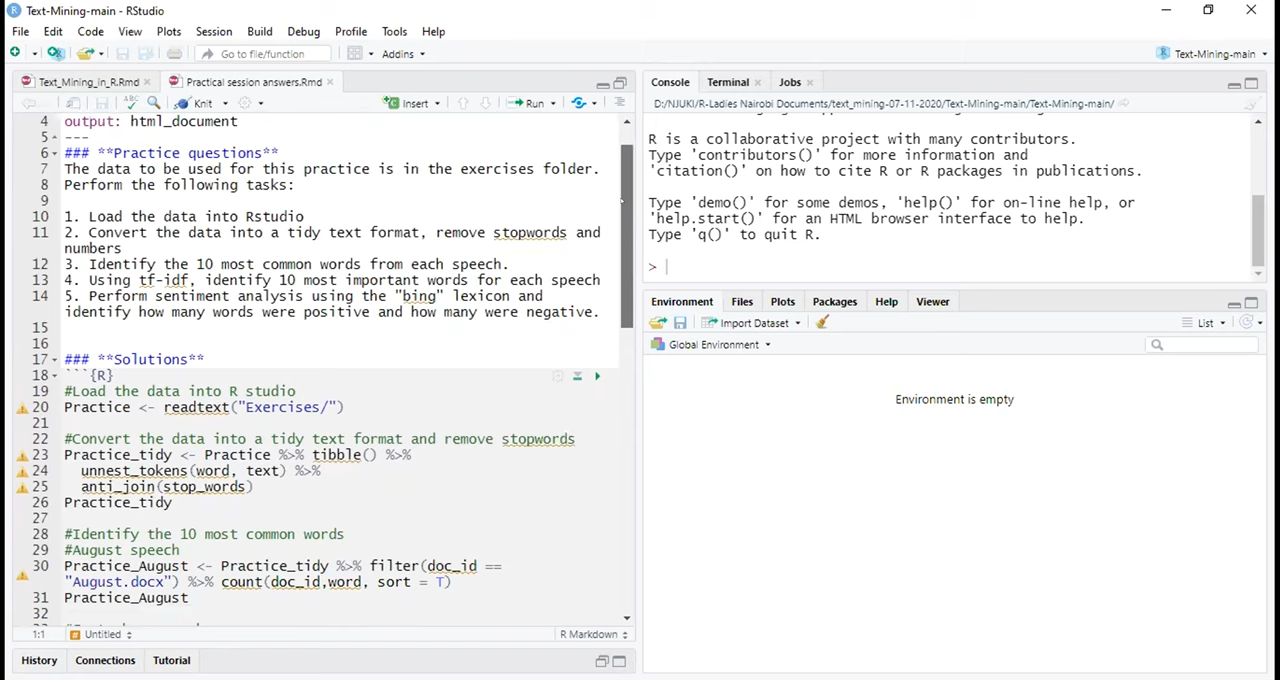 Text-Mining-main - RStudio
File Edit Code View Plots Session Build Debug Profile Tools Help
Go to file/function Addins Text-Mining-main
Text_Mining_in_R.Rmd Practical session answers.Rmd
Knit Insert Run
4 output: html_document
5 ---
6 ### **Practice questions**
7 The data to be used for this practice is in the exercises folder.
8 Perform the following tasks:
9
10 1. Load the data into Rstudio
11 2. Convert the data into a tidy text format, remove stopwords and
numbers
12 3. Identify the 10 most common words from each speech.
13 4. Using tf-idf, identify 10 most important words for each speech
14 5. Perform sentiment analysis using the "bing" lexicon and
identify how many words were positive and how many were negative.
15
16
17 ### **Solutions**
18 ```{R}
19 #Load the data into R studio
20 Practice <- readtext("Exercises/")
21
22 #Convert the data into a tidy text format and remove stopwords
23 Practice_tidy <- Practice %>% tibble() %>%
24 unnest_tokens(word, text) %>%
25 anti_join(stop_words)
26 Practice_tidy
27
28 #Identify the 10 most common words
29 #August speech
30 Practice_August <- Practice_tidy %>% filter(doc_id ==
"August.docx") %>% count(doc_id,word, sort = T)
31 Practice_August
32
1:1 Untitled R Markdown
History Connections Tutorial
Console Terminal Jobs
D:/NJUKI/R-Ladies Nairobi Documents/text_mining-07-11-2020/Text-Mining-main/Text-Mining-main/
R is a collaborative project with many contributors.
Type 'contributors()' for more information and
'citation()' on how to cite R or R packages in publications.
Type 'demo()' for some demos, 'help()' for on-line help, or
'help.start()' for an HTML browser interface to help.
Type 'q()' to quit R.
>
Environment Files Plots Packages Help Viewer
Import Dataset List
Global Environment
Environment is empty